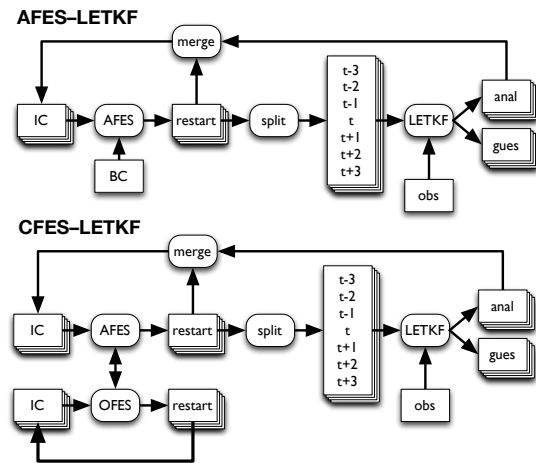 AFES–LETKF
merge
IC
AFES
restart
split
t-3
t-2
t-1
t
t+1
t+2
t+3
LETKF
anal
gues
BC
obs
CFES–LETKF
merge
IC
AFES
restart
split
t-3
t-2
t-1
t
t+1
t+2
t+3
LETKF
anal
gues
IC
OFES
restart
obs